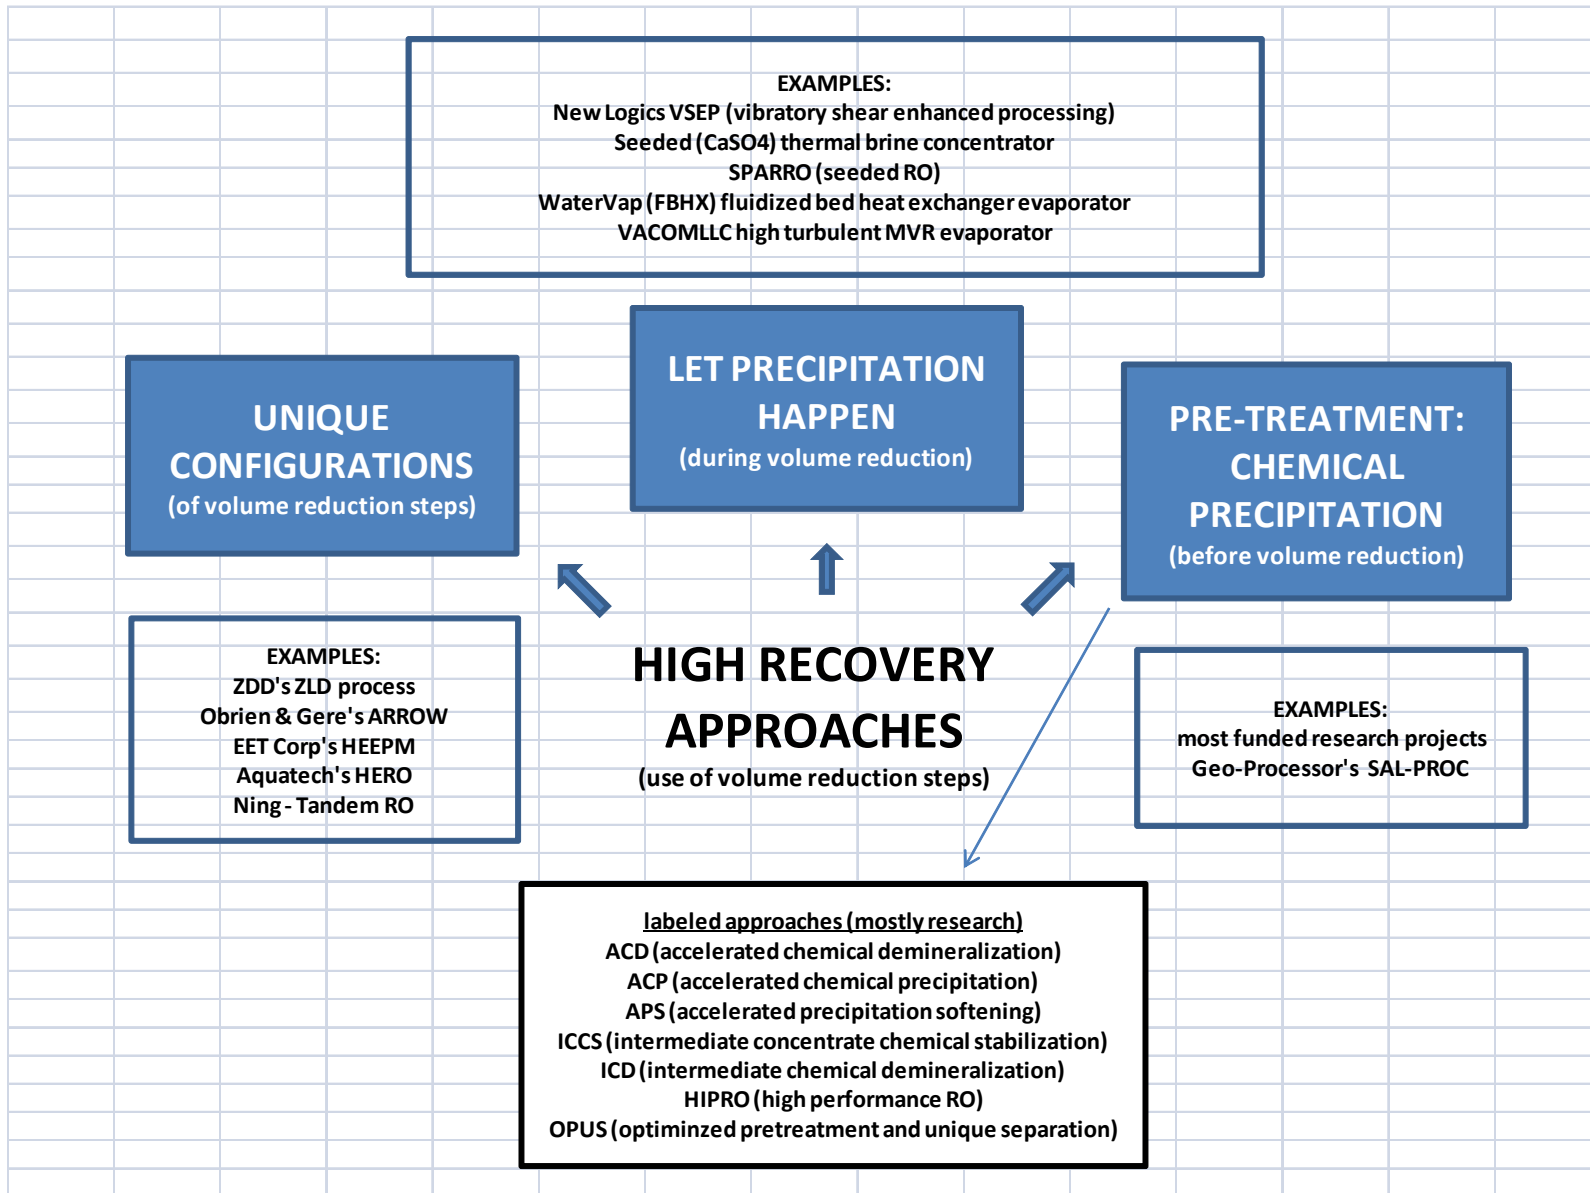 EXAMPLES:
New Logics VSEP (vibratory shear enhanced processing)
Seeded (CaSO4) thermal brine concentrator
SPARRO (seeded RO)
WaterVap (FBHX) fluidized bed heat exchanger evaporator
VACOMLLC high turbulent MVR evaporator
UNIQUE
CONFIGURATIONS
(of volume reduction steps)
LET PRECIPITATION
HAPPEN
(during volume reduction)
PRE-TREATMENT:
CHEMICAL
PRECIPITATION
(before volume reduction)
EXAMPLES:
ZDD's ZLD process
Obrien & Gere's ARROW
EET Corp's HEEPM
Aquatech's HERO
Ning - Tandem RO
HIGH RECOVERY
APPROACHES
(use of volume reduction steps)
EXAMPLES:
most funded research projects
Geo-Processor's SAL-PROC
labeled approaches (mostly research)
ACD (accelerated chemical demineralization)
ACP (accelerated chemical precipitation)
APS (accelerated precipitation softening)
ICCS (intermediate concentrate chemical stabilization)
ICD (intermediate chemical demineralization)
HIPRO (high performance RO)
OPUS (optiminzed pretreatment and unique separation)